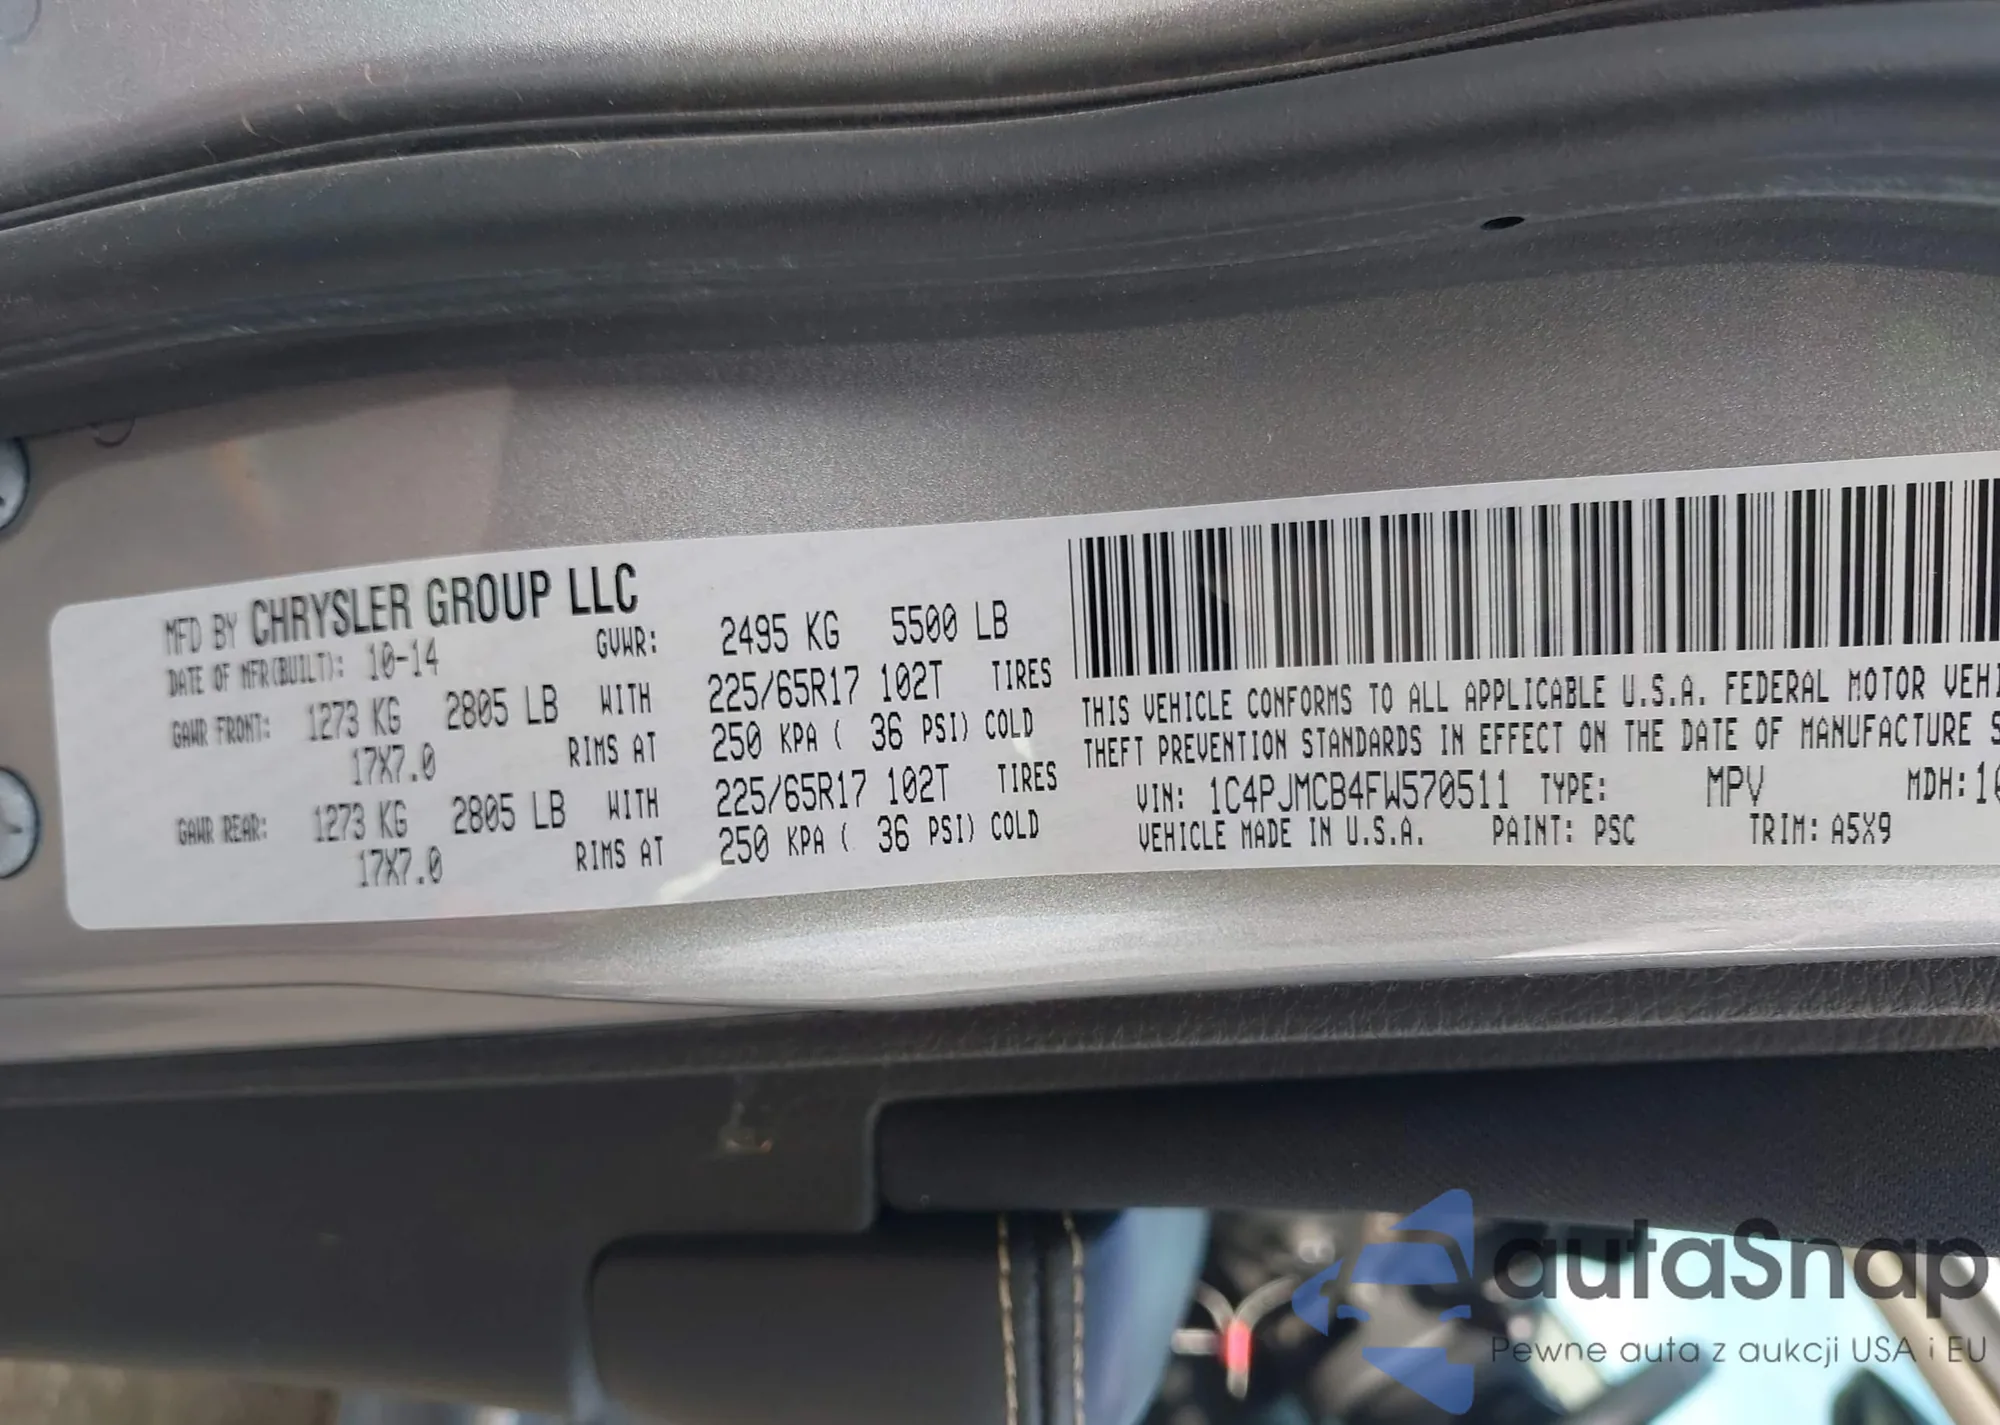 MFD BY CHRYSLER GROUP LLC
DATE OF MFR(BUILT): 10-14 GVWR: 2495 KG 5500 LB
GAWR FRONT: 1273 KG 2805 LB WITH 225/65R17 102T TIRES
17X7.0 RIMS AT 250 KPA ( 36 PSI) COLD
GAWR REAR: 1273 KG 2805 LB WITH 225/65R17 102T TIRES
17X7.0 RIMS AT 250 KPA ( 36 PSI) COLD
THIS VEHICLE CONFORMS TO ALL APPLICABLE U.S.A. FEDERAL MOTOR VEHI
THEFT PREVENTION STANDARDS IN EFFECT ON THE DATE OF MANUFACTURE S
VIN: 1C4PJMCB4FW570511 TYPE: MPV MDH: 10
VEHICLE MADE IN U.S.A. PAINT: PSC TRIM: A5X9
autaSnap
Pewne auta z aukcji USA i EU